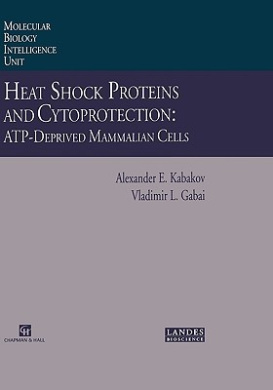 MOLECULAR
BIOLOGY
INTELLIGENCE
UNIT
HEAT SHOCK PROTEINS
AND CYTOPROTECTION:
ATP-DEPRIVED MAMMALIAN CELLS
Alexander E. Kabakov
Vladimir L. Gabai
CHAPMAN & HALL
LANDES
BIOSCIENCE